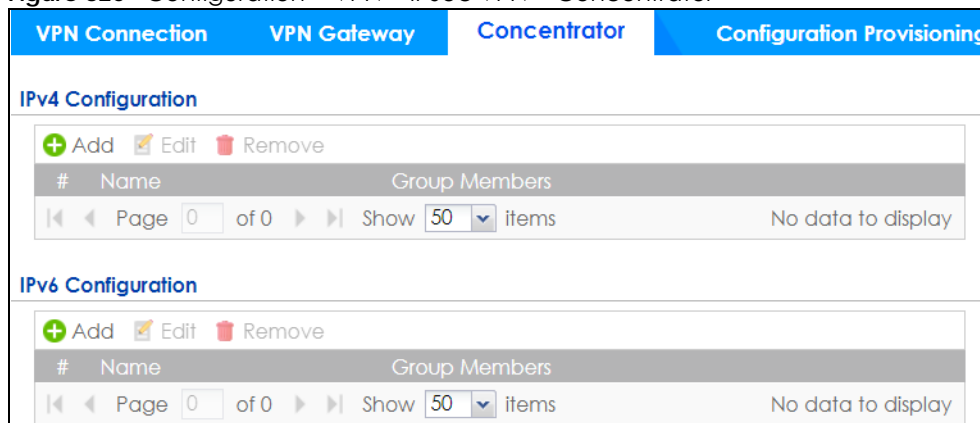 VPN Connection VPN Gateway Concentrator Configuration Provisioning
IPv4 Configuration
Add Edit Remove
# Name Group Members
Page 0 of 0 Show 50 items No data to display
IPv6 Configuration
Add Edit Remove
# Name Group Members
Page 0 of 0 Show 50 items No data to display